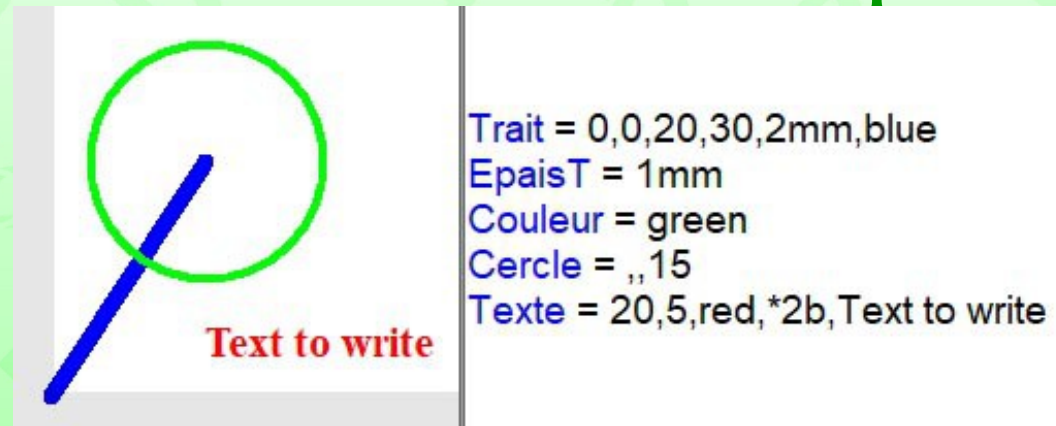 Trait = 0,0,20,30,2mm,blue
EpaisT = 1mm
Couleur = green
Cercle = ,,15
Texte = 20,5,red,*2b,Text to write
Text to write